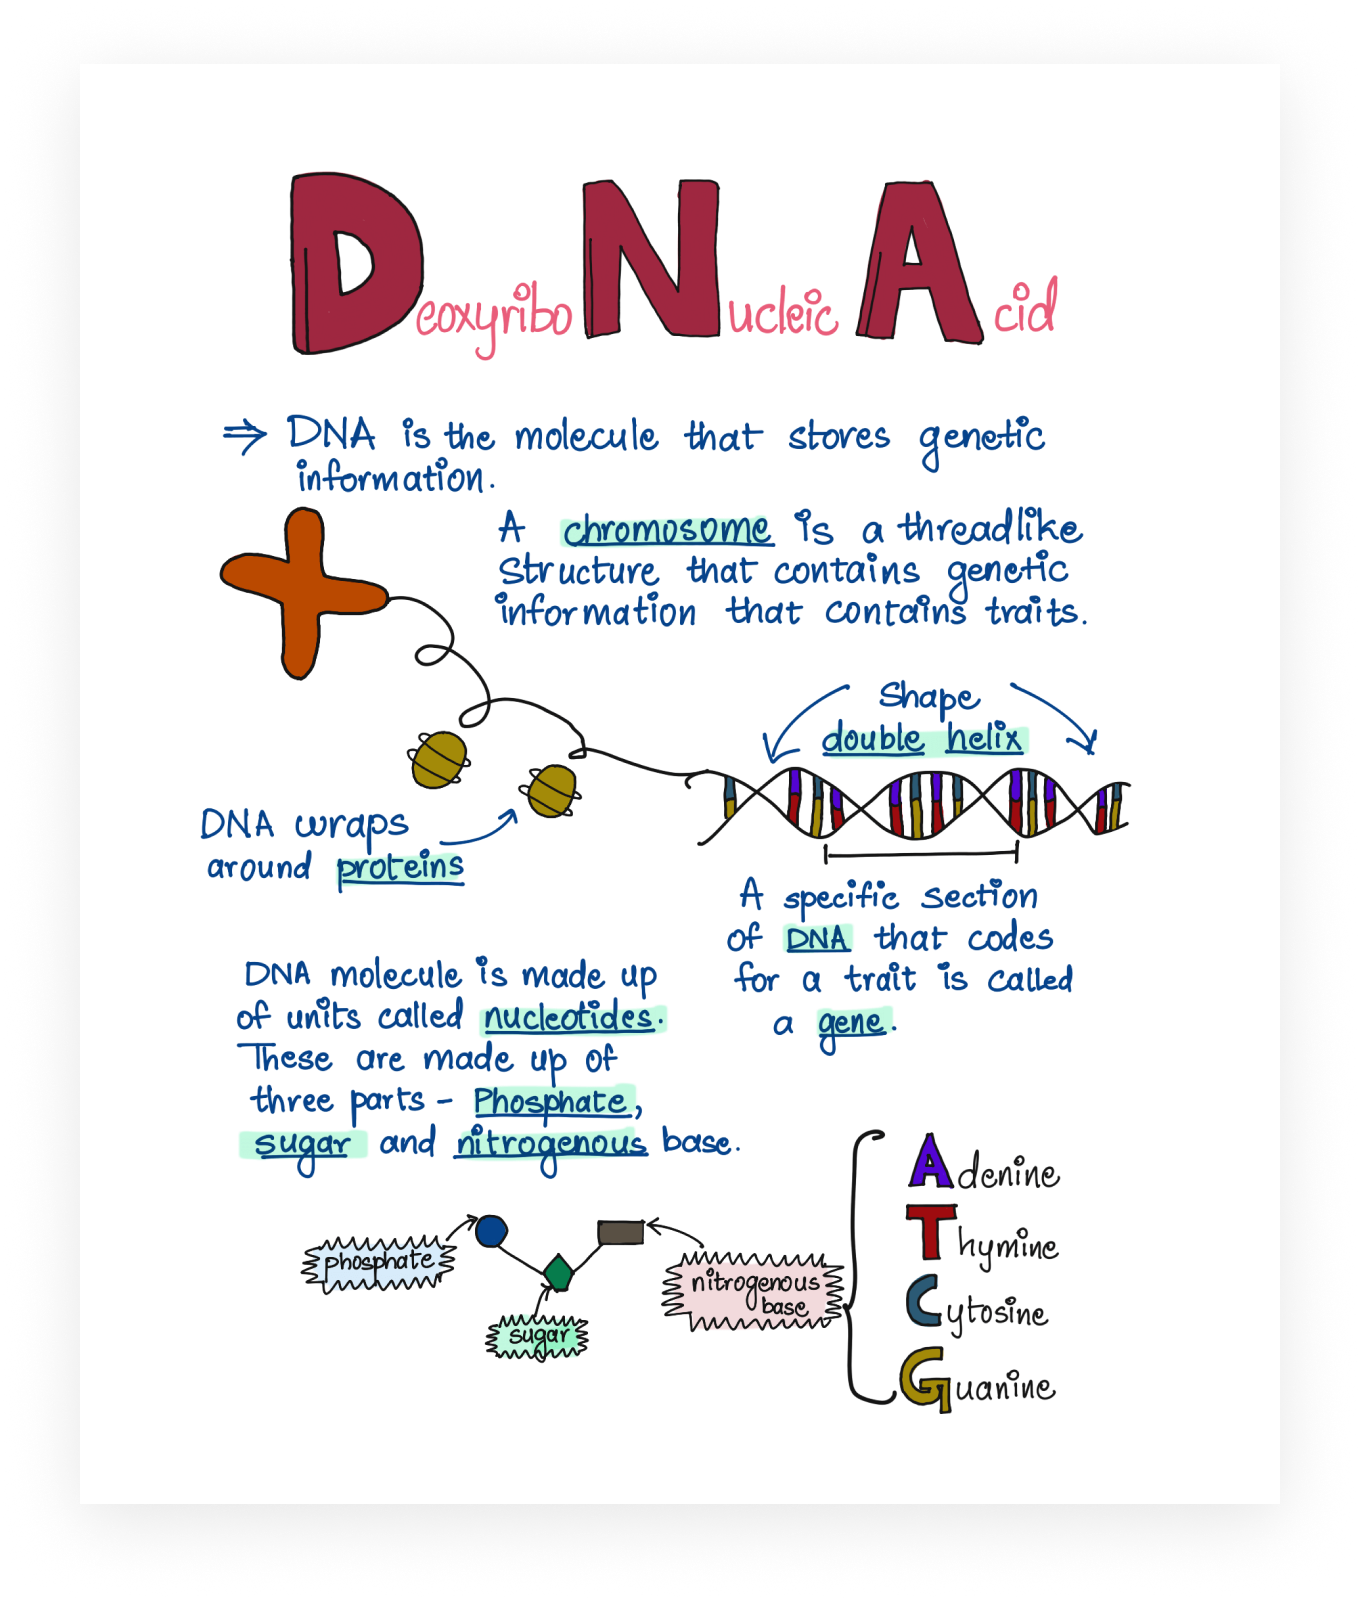 DeoxyriboNucleic Acid
⇒ DNA is the molecule that stores genetic
information.
A chromosome is a threadlike
structure that contains genetic
information that contains traits.
Shape
double helix
DNA wraps
around proteins
A specific section
of DNA that codes
for a trait is called
a gene.
DNA molecule is made up
of units called nucleotides.
These are made up of
three parts - Phosphate,
sugar and nitrogenous base.
phosphate
sugar
nitrogenous
base
Adenine
Thymine
Cytosine
Guanine